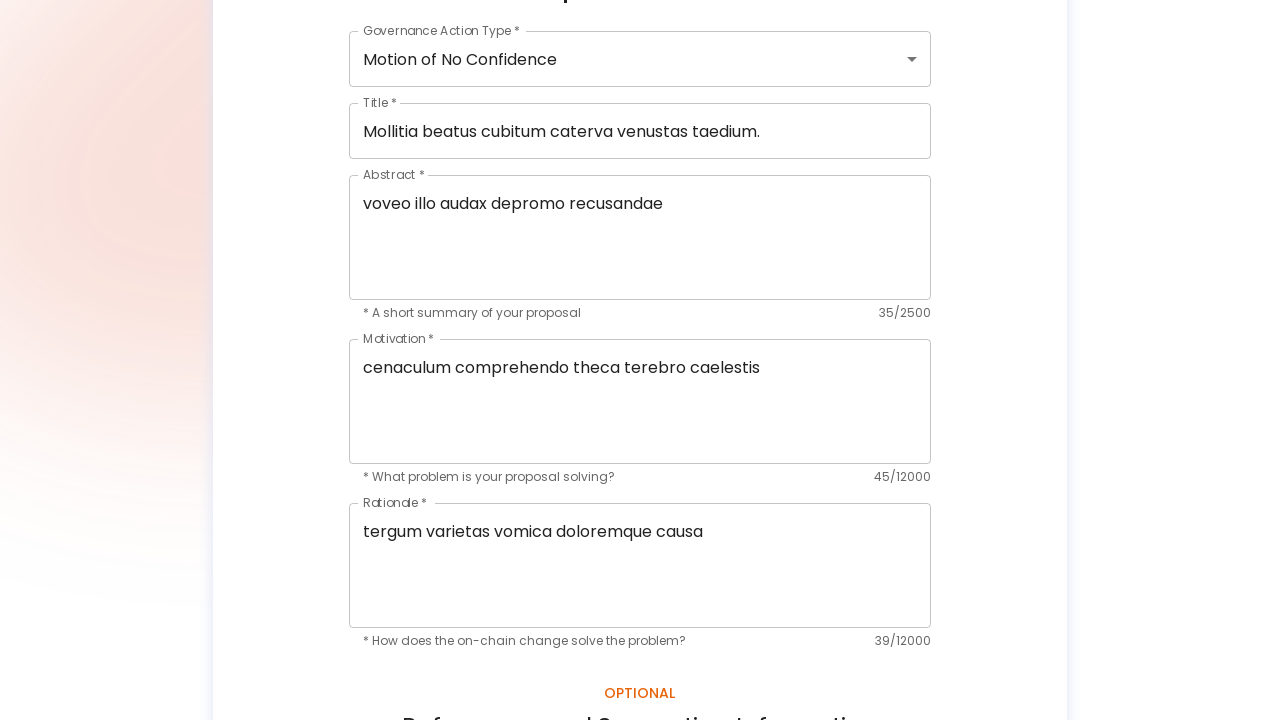 Governance Action Type *
Motion of No Confidence
Title *
Mollitia beatus cubitum caterva venustas taedium.
Abstract *
voveo illo audax depromo recusandae
* A short summary of your proposal 35/2500
Motivation *
cenaculum comprehendo theca terebro caelestis
* What problem is your proposal solving? 45/12000
Rationale *
tergum varietas vomica doloremque causa
* How does the on-chain change solve the problem? 39/12000
OPTIONAL